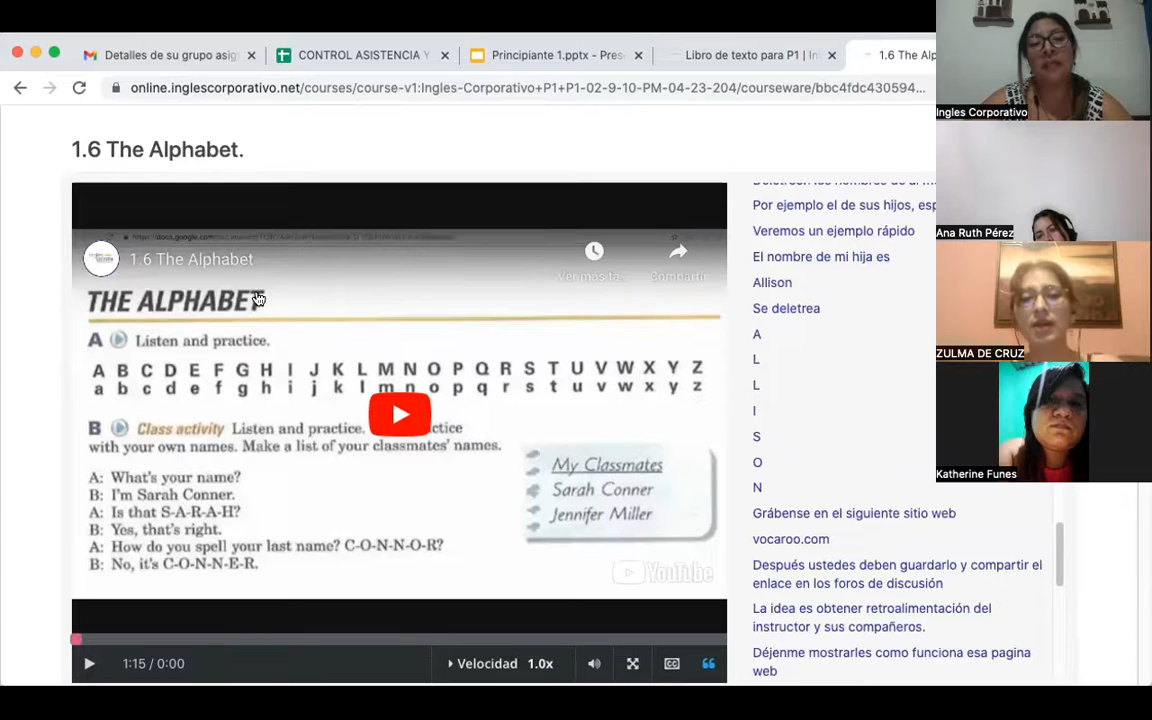 Detalles de su grupo asig
CONTROL ASISTENCIA Y
Principiante 1.pptx - Pres
Libro de texto para P1 | In
1.6 The Alp
online.inglescorporativo.net/courses/course-v1:Ingles-Corporativo+P1+P1-02-9-10-PM-04-23-204/courseware/bbc4fdc430594...
1.6 The Alphabet.
1.6 The Alphabet
Ver más ta...
Compartir
THE ALPHABET
A Listen and practice.
A B C D E F G H I J K L M N O P Q R S T U V W X Y Z
a b c d e f g h i j k l m n o p q r s t u v w x y z
B Class activity Listen and practice. ctice
with your own names. Make a list of your classmates' names.
A: What's your name?
B: I'm Sarah Conner.
A: Is that S-A-R-A-H?
B: Yes, that's right.
A: How do you spell your last name? C-O-N-N-O-R?
B: No, it's C-O-N-N-E-R.
My Classmates
Sarah Conner
Jennifer Miller
YouTube
1:15 / 0:00
Velocidad 1.0x
Por ejemplo el de sus hijos, esp
Veremos un ejemplo rápido
El nombre de mi hija es
Allison
Se deletrea
A
L
L
I
S
O
N
Grábense en el siguiente sitio web
vocaroo.com
Después ustedes deben guardarlo y compartir el
enlace en los foros de discusión
La idea es obtener retroalimentación del
instructor y sus compañeros.
Déjenme mostrarles como funciona esa pagina
web
Ingles Corporativo
Ana Ruth Pérez
ZULMA DE CRUZ
Katherine Funes